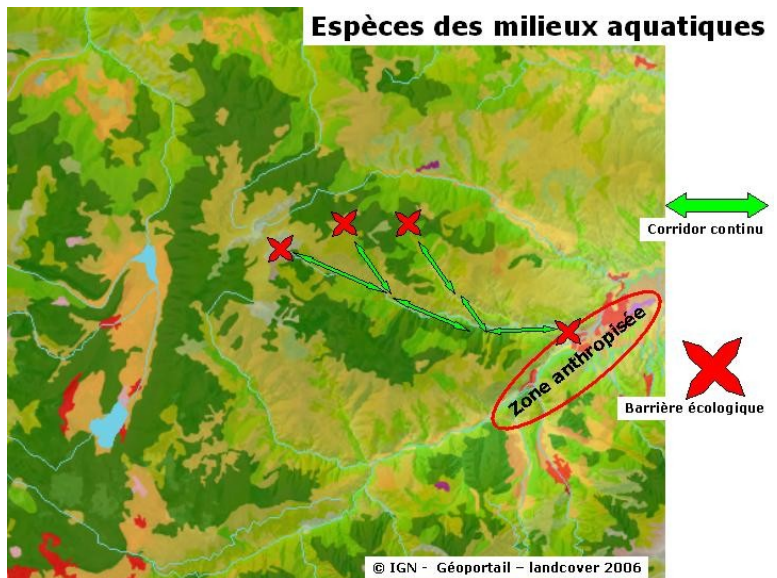 Espèces des milieux aquatiques
Corridor continu
Zone anthropisée
Barrière écologique
© IGN - Géoportail – landcover 2006